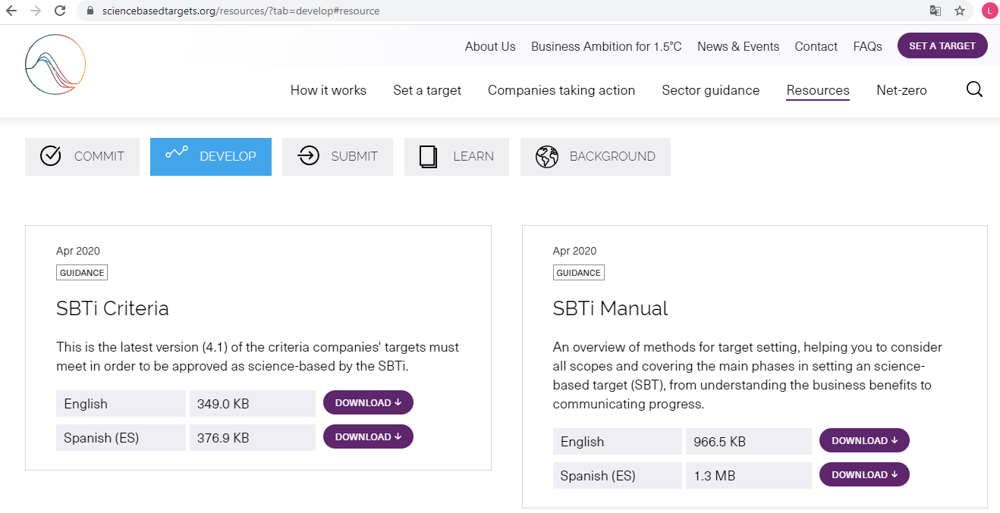 sciencebasedtargets.org/resources/?tab=develop#resource
L
About Us Business Ambition for 1.5°C News & Events Contact FAQs SET A TARGET
How it works Set a target Companies taking action Sector guidance Resources Net-zero
COMMIT DEVELOP SUBMIT LEARN BACKGROUND
Apr 2020
GUIDANCE
SBTi Criteria
This is the latest version (4.1) of the criteria companies' targets must
meet in order to be approved as science-based by the SBTi.
English 349.0 KB DOWNLOAD ↓
Spanish (ES) 376.9 KB DOWNLOAD ↓
Apr 2020
GUIDANCE
SBTi Manual
An overview of methods for target setting, helping you to consider
all scopes and covering the main phases in setting an science-
based target (SBT), from understanding the business benefits to
communicating progress.
English 966.5 KB DOWNLOAD ↓
Spanish (ES) 1.3 MB DOWNLOAD ↓